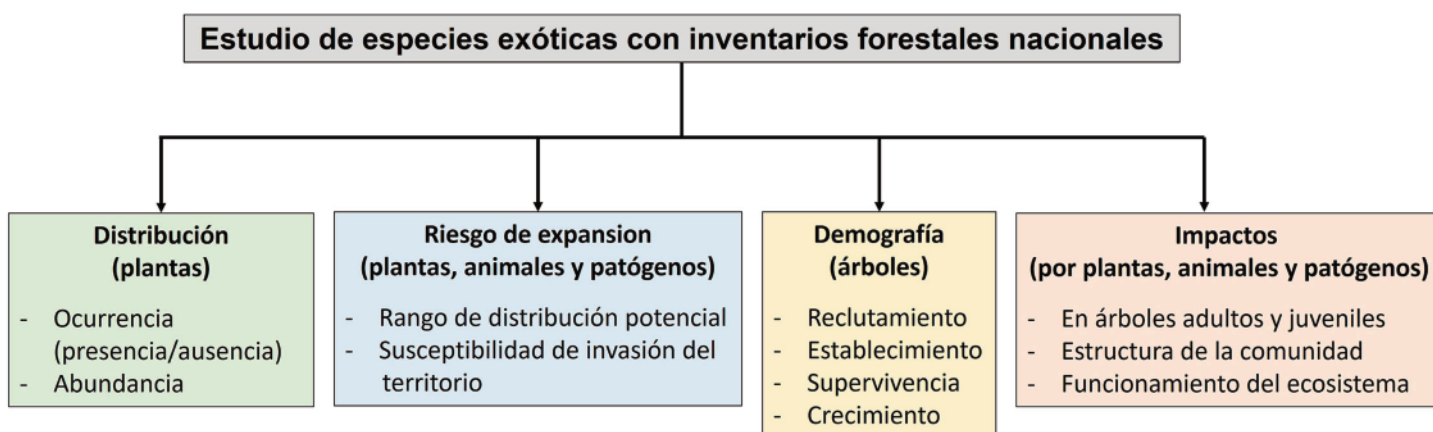 Estudio de especies exóticas con inventarios forestales nacionales
Distribución
(plantas)
- Ocurrencia
(presencia/ausencia)
- Abundancia
Riesgo de expansion
(plantas, animales y patógenos)
- Rango de distribución potencial
- Susceptibilidad de invasión del
territorio
Demografía
(árboles)
- Reclutamiento
- Establecimiento
- Supervivencia
- Crecimiento
Impactos
(por plantas, animales y patógenos)
- En árboles adultos y juveniles
- Estructura de la comunidad
- Funcionamiento del ecosistema